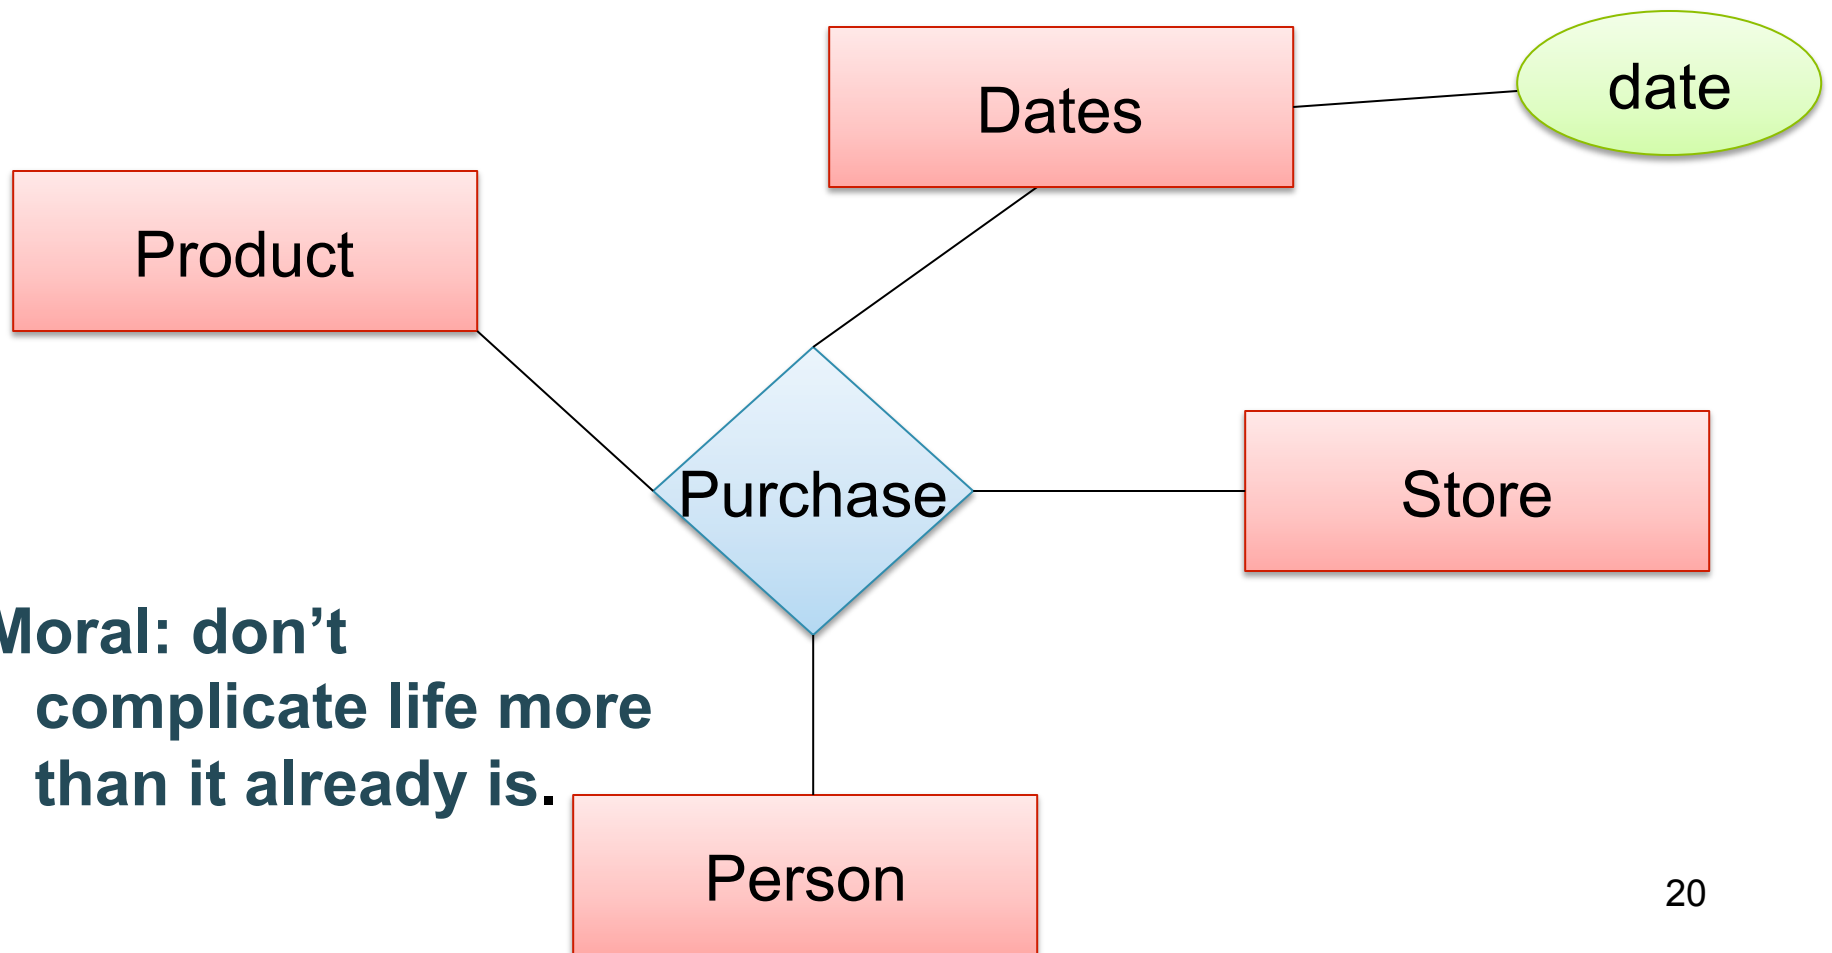 Dates
date
Product
Purchase
Store
Moral: don’t
complicate life more
than it already is.
Person
20